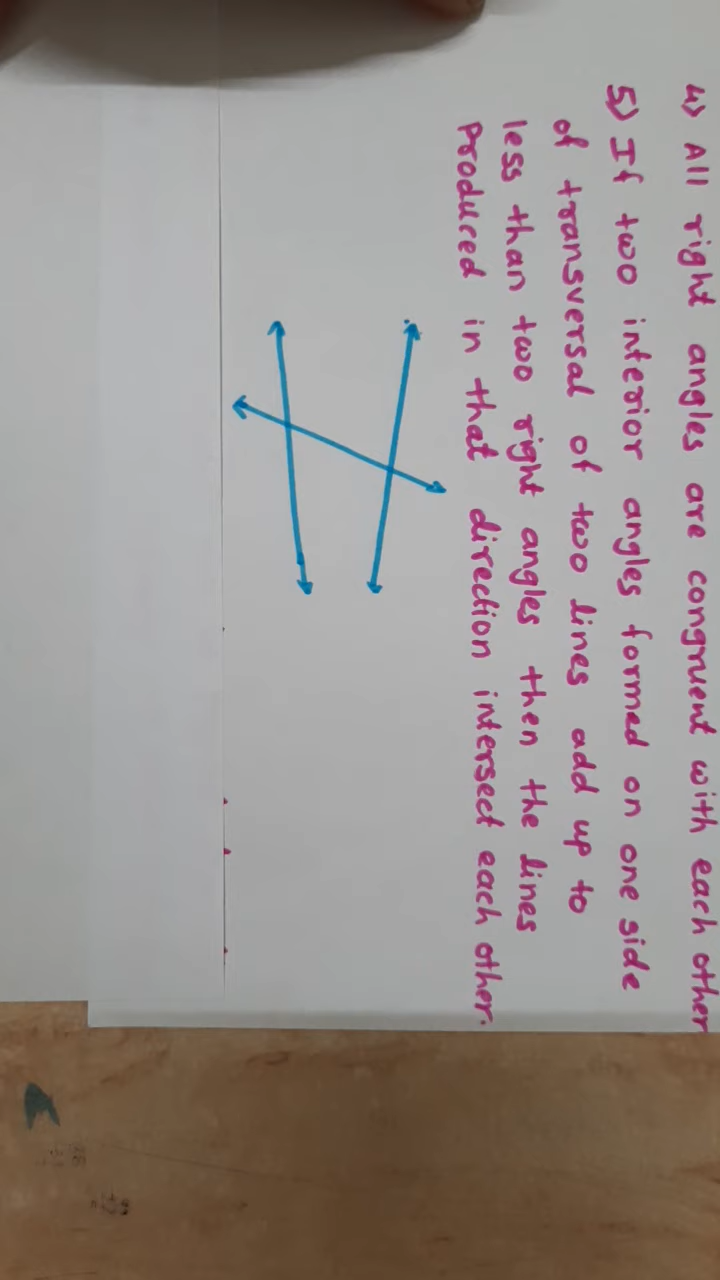 4) All right angles are congruent with each other
5) If two interior angles formed on one side
of transversal of two lines add up to
less than two right angles then the lines
produced in that direction intersect each other.